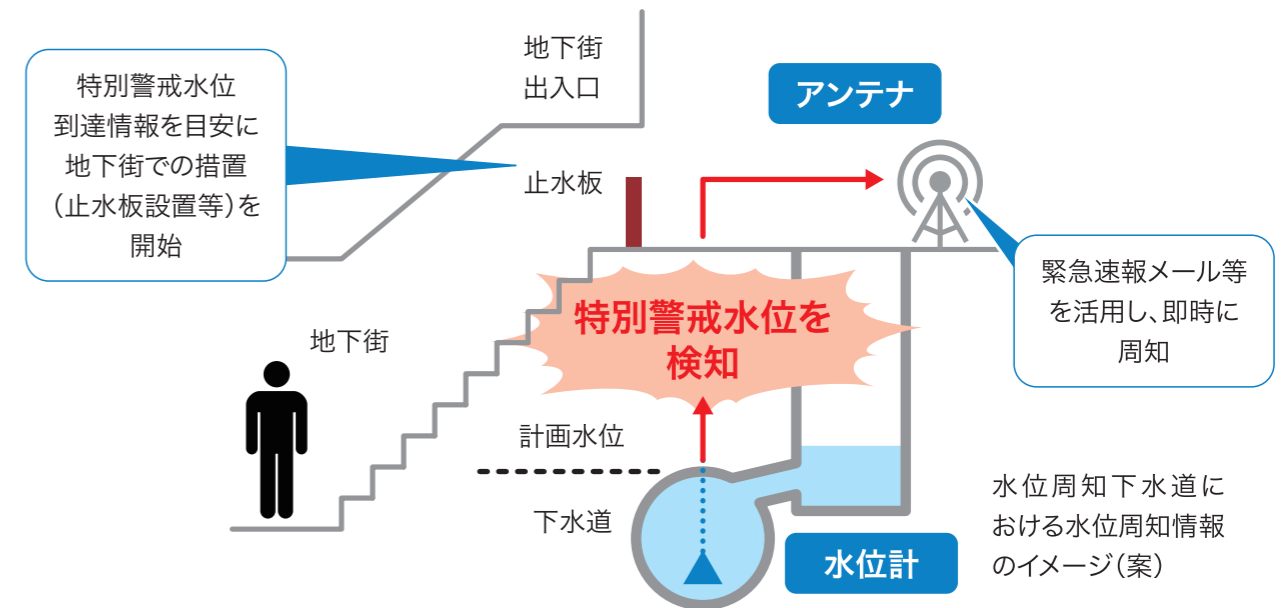 特別警戒水位
到達情報を目安に
地下街での措置
（止水板設置等）を
開始
地下街
出入口
アンテナ
止水板
緊急速報メール等
を活用し、即時に
周知
特別警戒水位を
検知
地下街
計画水位
下水道
水位計
水位周知下水道に
おける水位周知情報
のイメージ（案）